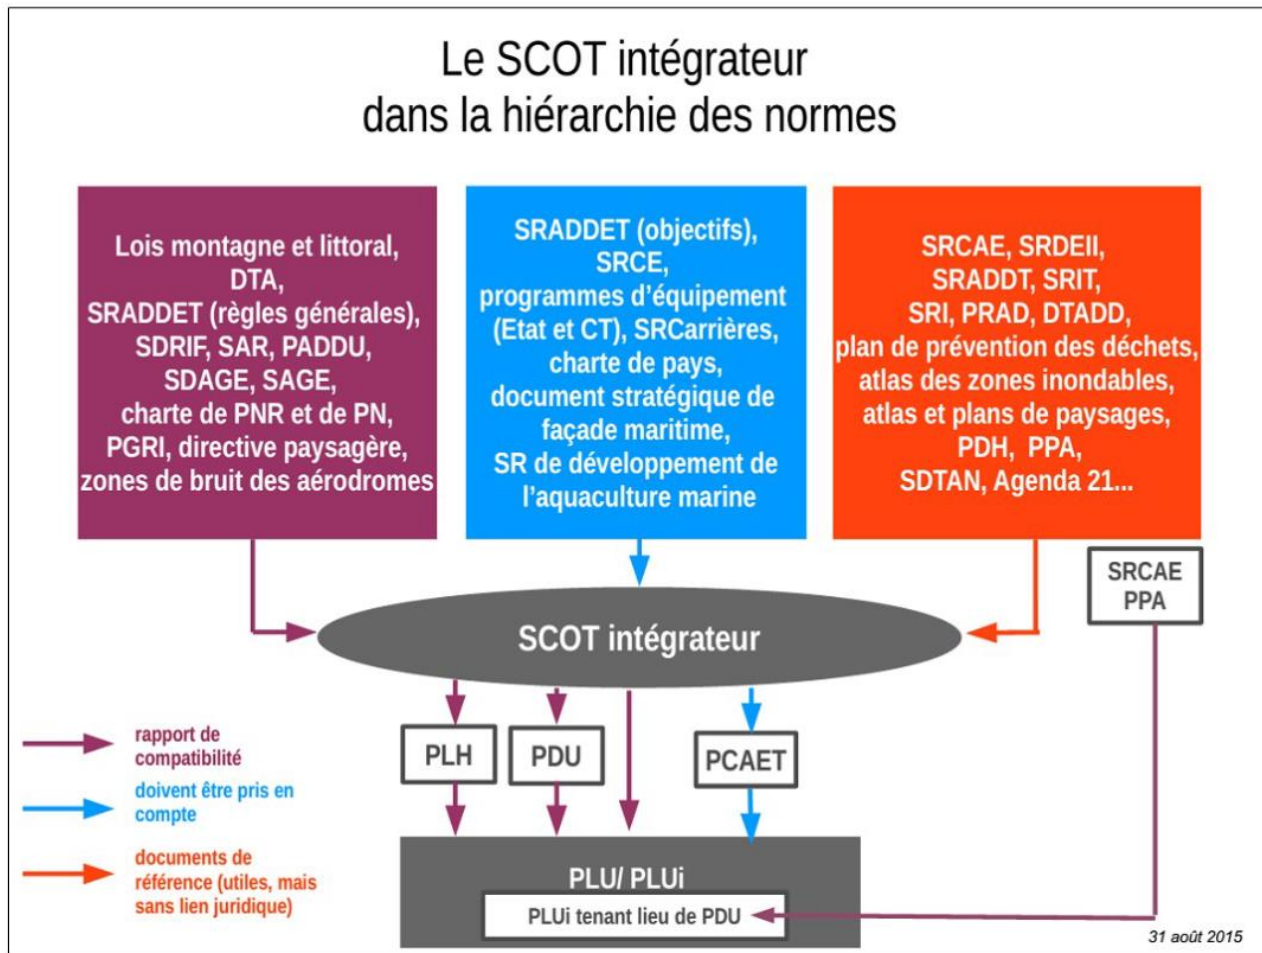 Le SCOT intégrateur
dans la hiérarchie des normes
Lois montagne et littoral,
DTA,
SRADDET (règles générales),
SDRIF, SAR, PADDU,
SDAGE, SAGE,
charte de PNR et de PN,
PGRI, directive paysagère,
zones de bruit des aérodromes
SRADDET (objectifs),
SRCE,
programmes d'équipement
(Etat et CT), SRCarrières,
charte de pays,
document stratégique de
façade maritime,
SR de développement de
l'aquaculture marine
SRCAE, SRDEII,
SRADDT, SRIT,
SRI, PRAD, DTADD,
plan de prévention des déchets,
atlas des zones inondables,
atlas et plans de paysages,
PDH, PPA,
SDTAN, Agenda 21...
SRCAE
PPA
SCOT intégrateur
rapport de
compatibilité
doivent être pris en
compte
documents de
référence (utiles, mais
sans lien juridique)
PLH
PDU
PCAET
PLU/ PLUi
PLUi tenant lieu de PDU
31 août 2015